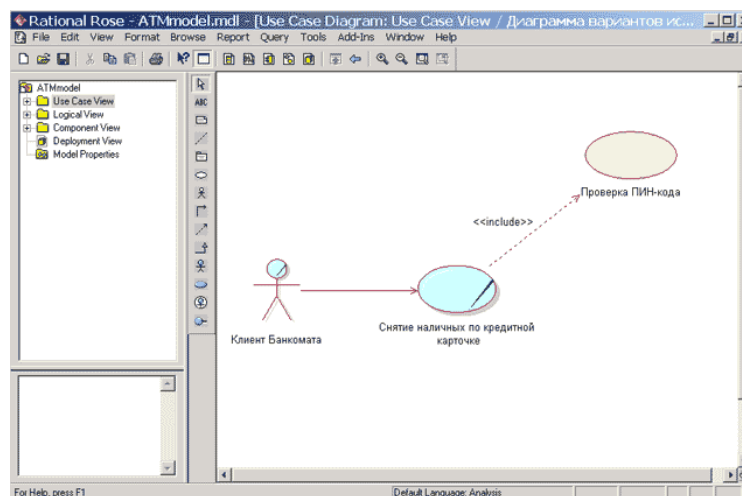 Rational Rose - ATMmodel.mdl - [Use Case Diagram: Use Case View / Диаграмма вариантов ис...
File Edit View Format Browse Report Query Tools Add-Ins Window Help
ATMmodel
Use Case View
Logical View
Component View
Deployment View
Model Properties
ABC
Проверка ПИН-кода
<<include>>
Снятие наличных по кредитной
карточке
Клиент Банкомата
For Help, press F1
Default Language: Analysis